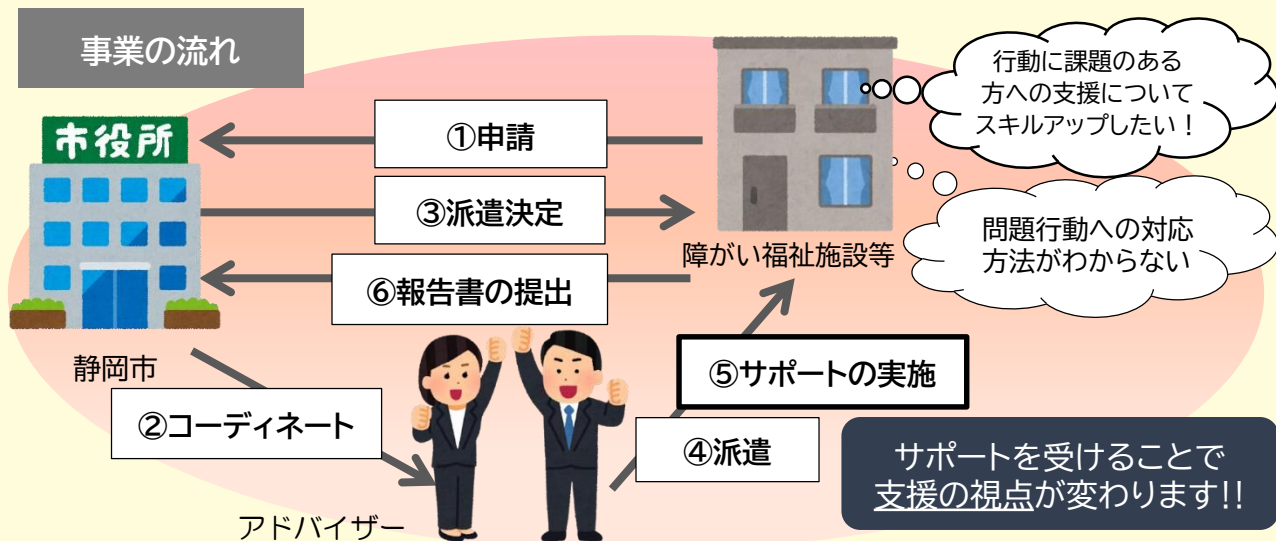 事業の流れ
行動に課題のある
方への支援について
スキルアップしたい！
市役所
①申請
③派遣決定
問題行動への対応
方法がわからない
障がい福祉施設等
⑥報告書の提出
静岡市
⑤サポートの実施
②コーディネート
④派遣
サポートを受けることで
支援の視点が変わります!!
アドバイザー